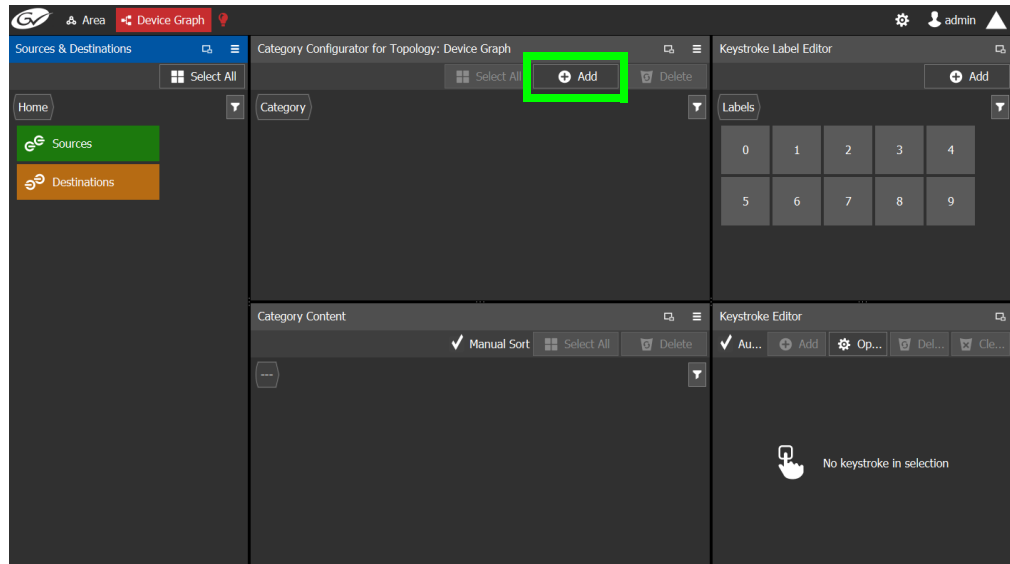 GV Area Device Graph admin
Sources & Destinations
Select All
Home
Sources
Destinations
Category Configurator for Topology: Device Graph
Select All Add Delete
Category
Category Content
Manual Sort Select All Delete
---
Keystroke Label Editor
Add
Labels
0 1 2 3 4
5 6 7 8 9
Keystroke Editor
Au... Add Op... Del... Cle...
No keystroke in selection